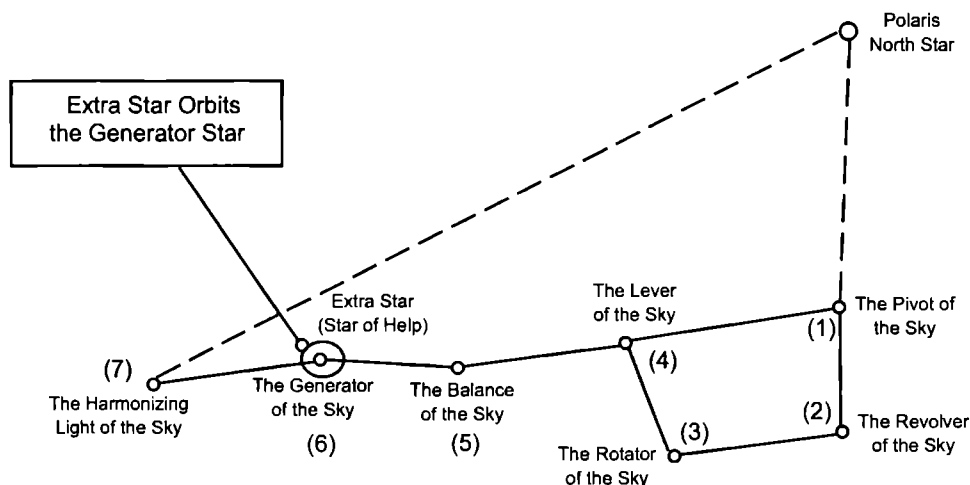 Polaris
North Star
Extra Star Orbits
the Generator Star
Extra Star
(Star of Help)
The Lever
of the Sky
(4)
The Pivot of
the Sky
(1)
(7)
The Harmonizing
Light of the Sky
The Generator
of the Sky
(6)
The Balance
of the Sky
(5)
(3)
The Rotator
of the Sky
(2)
The Revolver
of the Sky